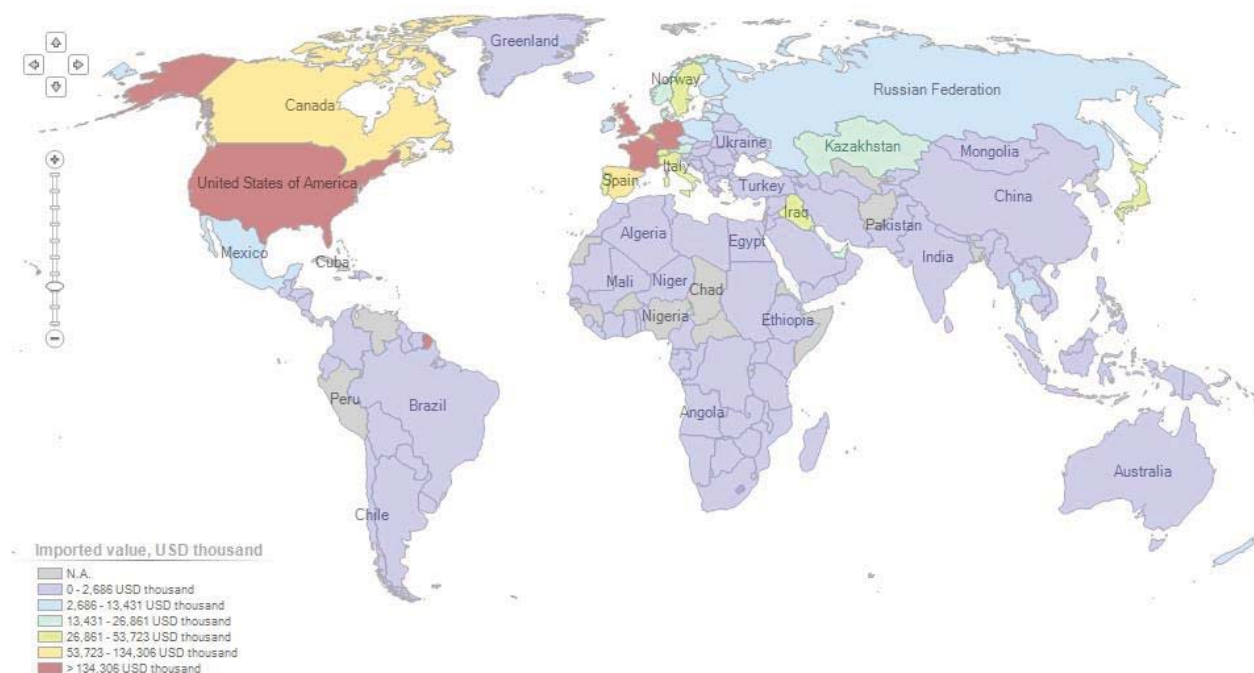 Greenland
Norway
Russian Federation
Canada
Ukraine
Kazakhstan
Mongolia
United States of America
Spain
Italy
Turkey
China
Iraq
Pakistan
Mexico
Cuba
Algeria
Egypt
India
Mali
Niger
Chad
Nigeria
Ethiopia
Peru
Brazil
Angola
Australia
Chile
Imported value, USD thousand
N.A.
0 - 2,686 USD thousand
2,686 - 13,431 USD thousand
13,431 - 26,861 USD thousand
26,861 - 53,723 USD thousand
53,723 - 134,306 USD thousand
> 134,306 USD thousand